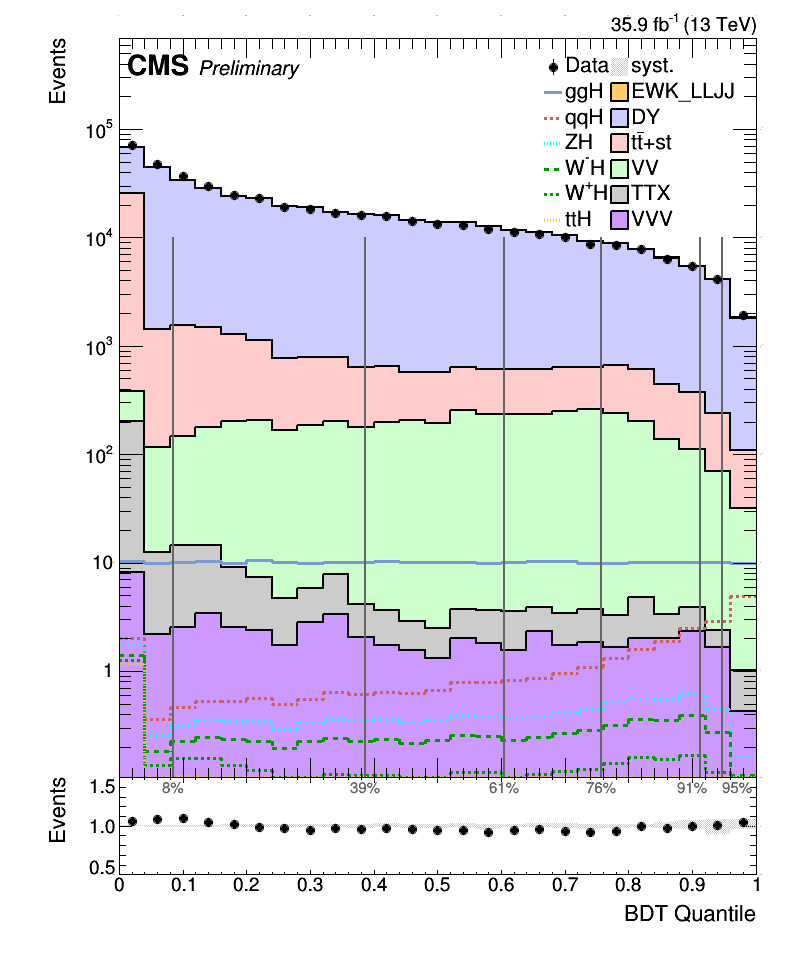 35.9 fb⁻¹ (13 TeV)
Events
CMS Preliminary
Data syst.
ggH EWK_LLJJ
qqH DY
ZH tt̄+st
W⁻H VV
W⁺H TTX
ttH VVV
10⁵
10⁴
10³
10²
10
1
8% 39% 61% 76% 91% 95%
Events
1.5
1.0
0.5
0 0.1 0.2 0.3 0.4 0.5 0.6 0.7 0.8 0.9 1
BDT Quantile